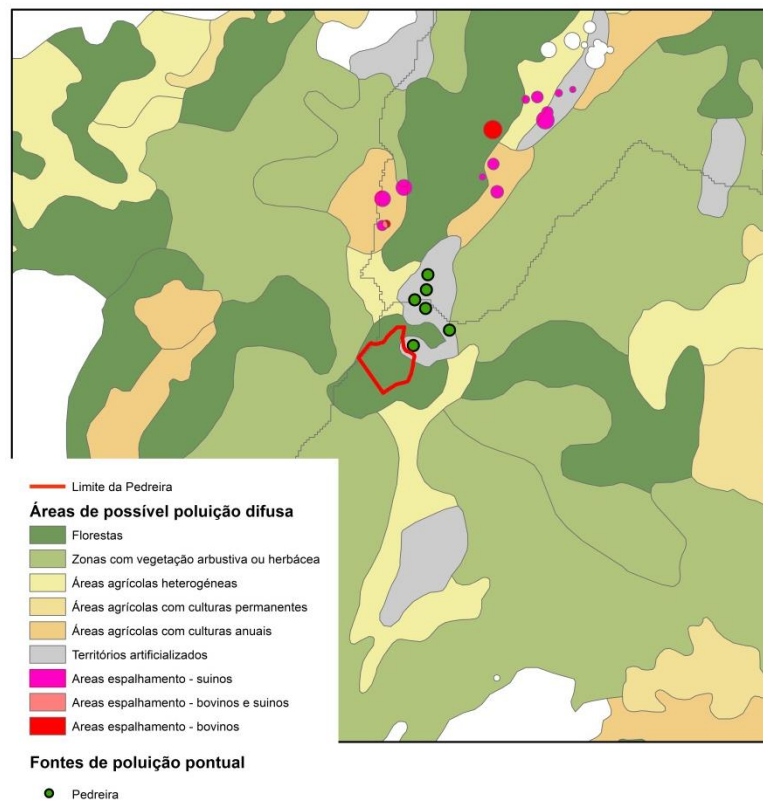 Limite da Pedreira
Áreas de possível poluição difusa
Florestas
Zonas com vegetação arbustiva ou herbácea
Áreas agrícolas heterogéneas
Áreas agrícolas com culturas permanentes
Áreas agrícolas com culturas anuais
Territórios artificializados
Areas espalhamento - suinos
Areas espalhamento - bovinos e suinos
Areas espalhamento - bovinos
Fontes de poluição pontual
Pedreira